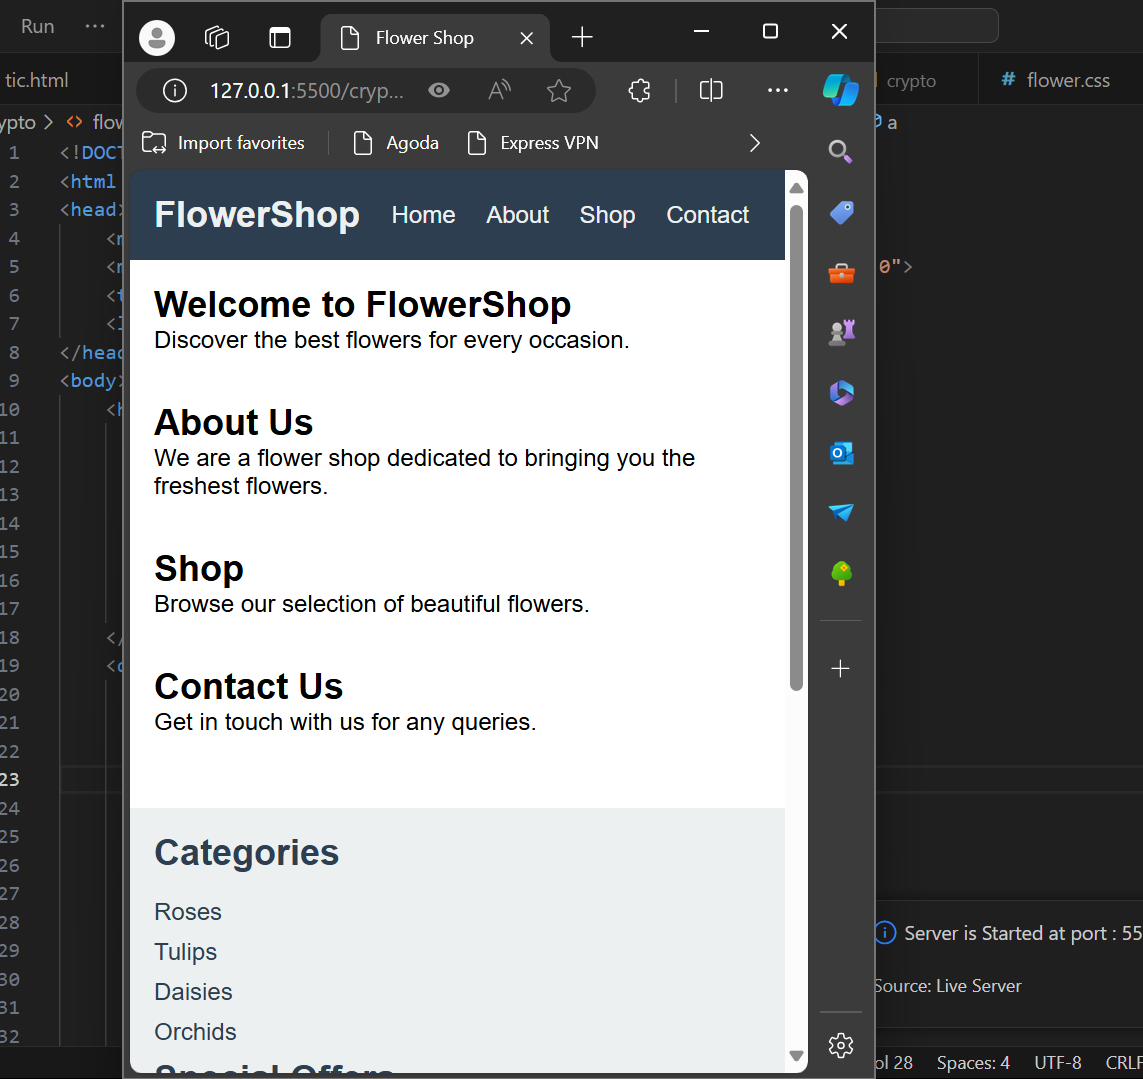 Run ···
Flower Shop
tic.html
127.0.0.1:5500/cryp...
crypto
# flower.css
ypto > <> flow
a
Import favorites
Agoda
Express VPN
1 <!DOCT
2 <html
3 <head>
4
5
0">
6 <t
7
8 </head
9 <body>
10 <h
11
12
13
14
15
16
17
18 </
19
20
21
22
23
24
25
26
27
28
29
30
31
32
FlowerShop Home About Shop Contact
Welcome to FlowerShop
Discover the best flowers for every occasion.
About Us
We are a flower shop dedicated to bringing you the
freshest flowers.
Shop
Browse our selection of beautiful flowers.
Contact Us
Get in touch with us for any queries.
Categories
Roses
Tulips
Daisies
Orchids
Special Offers
Server is Started at port : 55
Source: Live Server
ol 28 Spaces: 4 UTF-8 CRLF